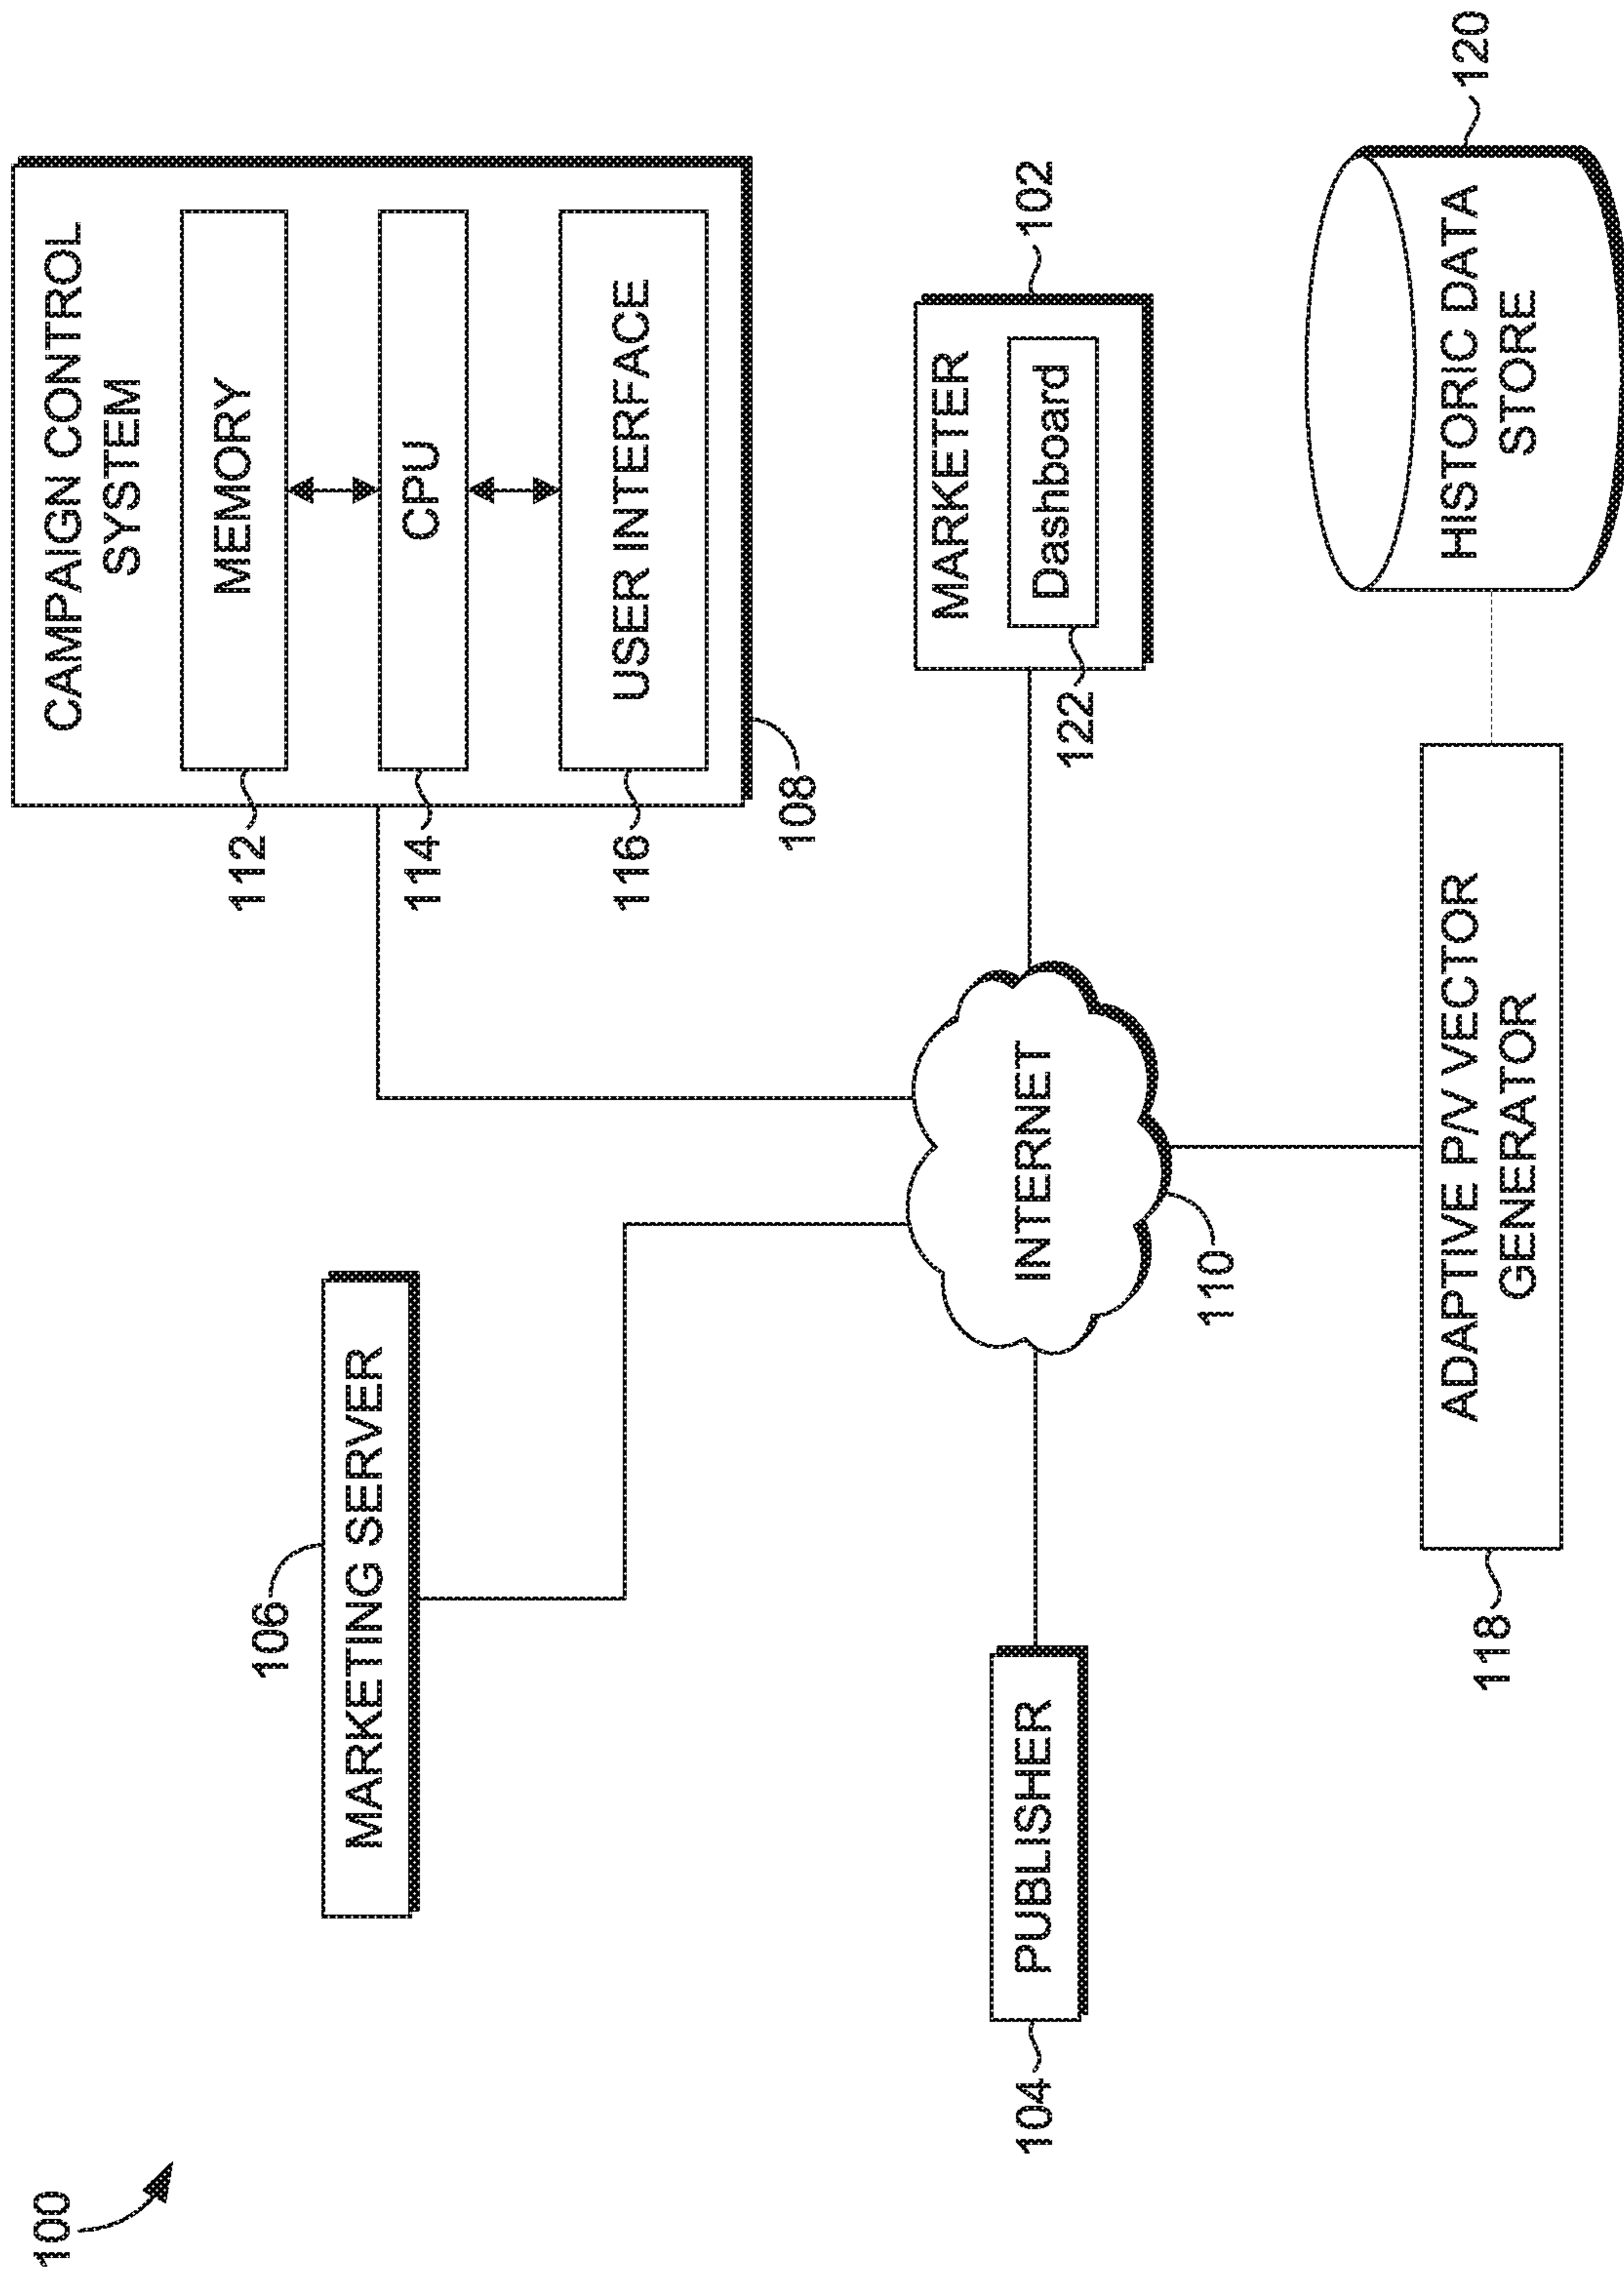 100
CAMPAIGN CONTROL
SYSTEM
MEMORY
112
CPU
114
USER INTERFACE
116
108
106
MARKETING SERVER
MARKETER
102
Dashboard
122
INTERNET
110
PUBLISHER
104
ADAPTIVE P/V VECTOR
GENERATOR
118
HISTORIC DATA
STORE
120